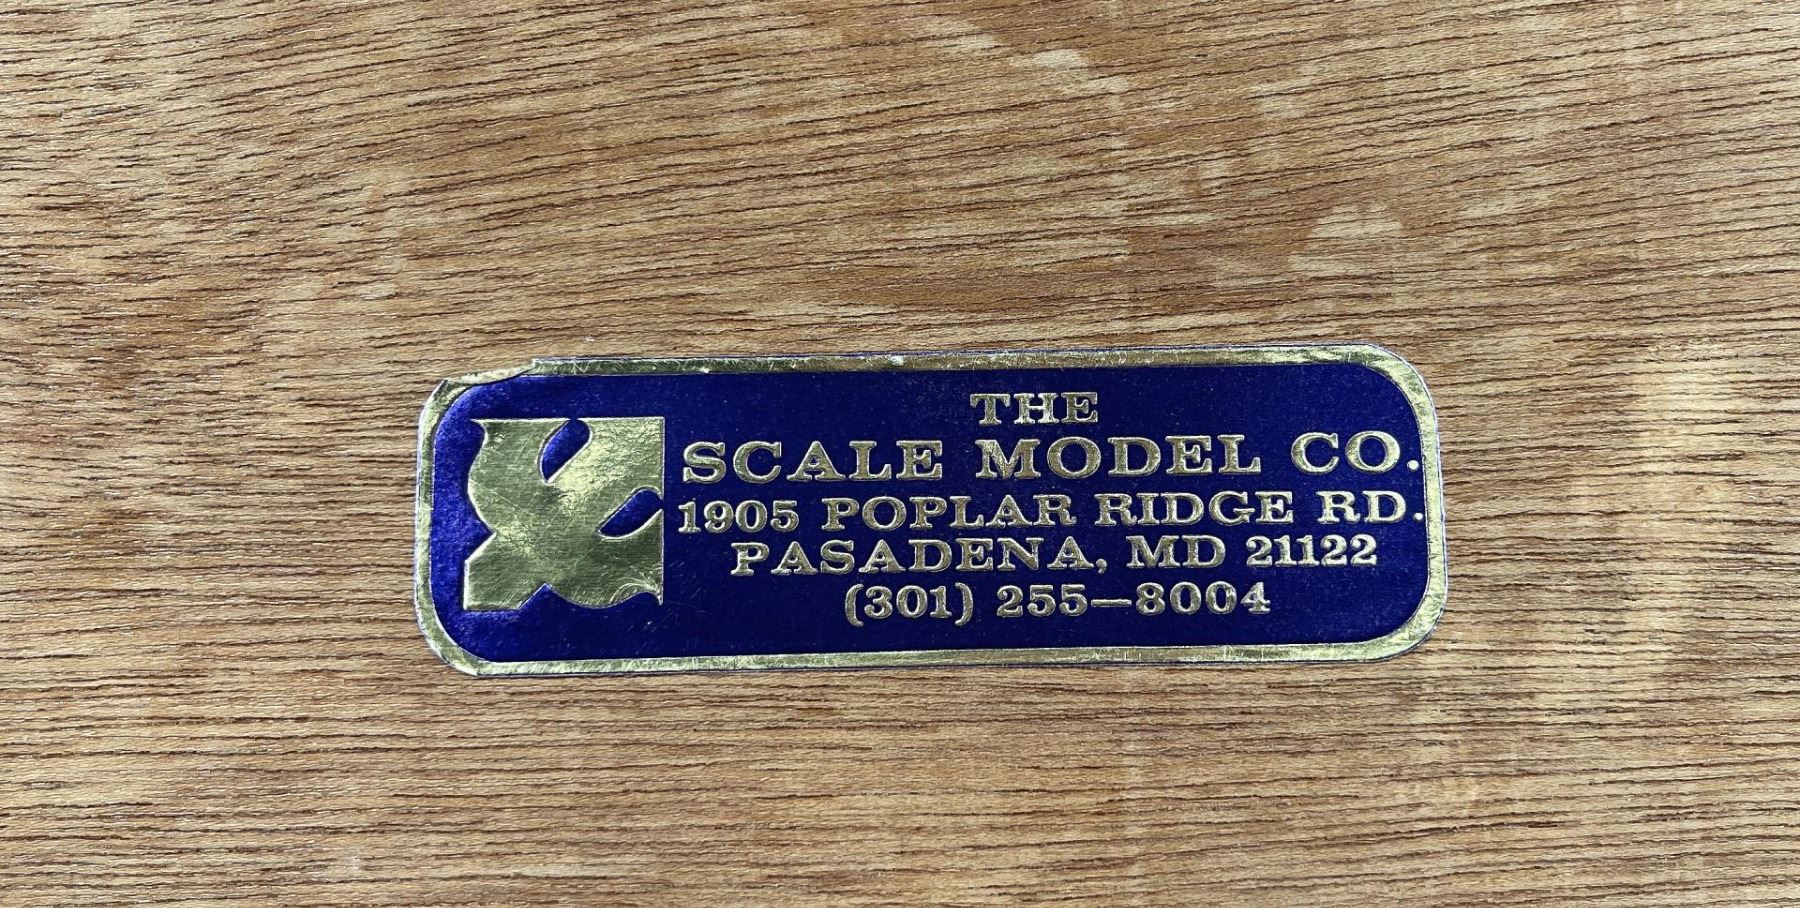 THE
SCALE MODEL CO.
1905 POPLAR RIDGE RD.
PASADENA, MD 21122
(301) 255-8004